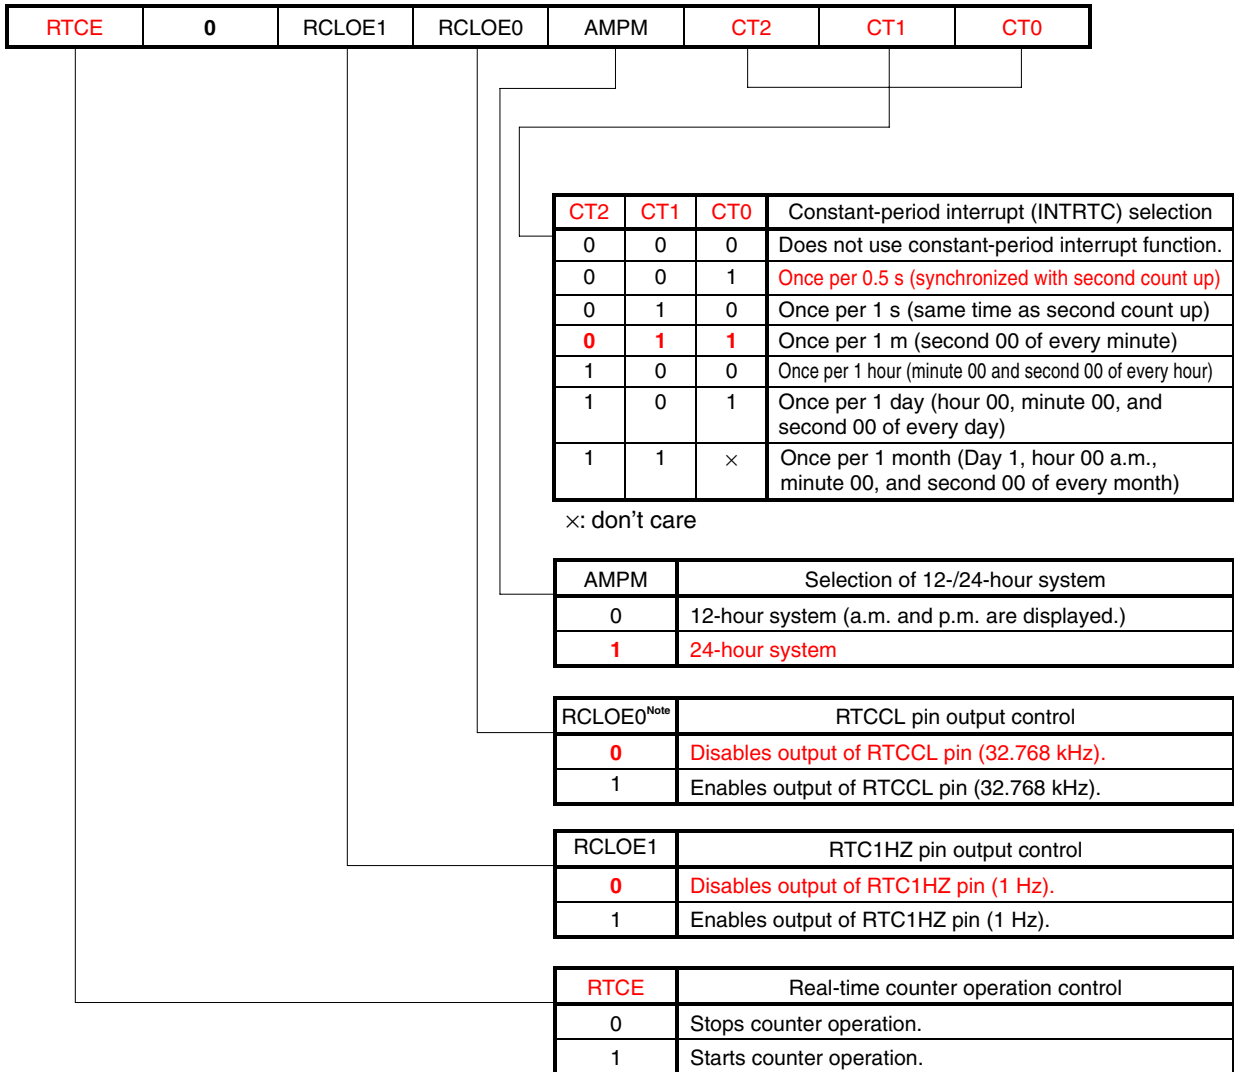 RTCE 0 RCLOE1 RCLOE0 AMPM CT2 CT1 CT0
CT2 CT1 CT0 Constant-period interrupt (INTRTC) selection
0 0 0 Does not use constant-period interrupt function.
0 0 1 Once per 0.5 s (synchronized with second count up)
0 1 0 Once per 1 s (same time as second count up)
0 1 1 Once per 1 m (second 00 of every minute)
1 0 0 Once per 1 hour (minute 00 and second 00 of every hour)
1 0 1 Once per 1 day (hour 00, minute 00, and
second 00 of every day)
1 1 × Once per 1 month (Day 1, hour 00 a.m.,
minute 00, and second 00 of every month)
×: don't care
AMPM Selection of 12-/24-hour system
0 12-hour system (a.m. and p.m. are displayed.)
1 24-hour system
RCLOE0Note RTCCL pin output control
0 Disables output of RTCCL pin (32.768 kHz).
1 Enables output of RTCCL pin (32.768 kHz).
RCLOE1 RTC1HZ pin output control
0 Disables output of RTC1HZ pin (1 Hz).
1 Enables output of RTC1HZ pin (1 Hz).
RTCE Real-time counter operation control
0 Stops counter operation.
1 Starts counter operation.